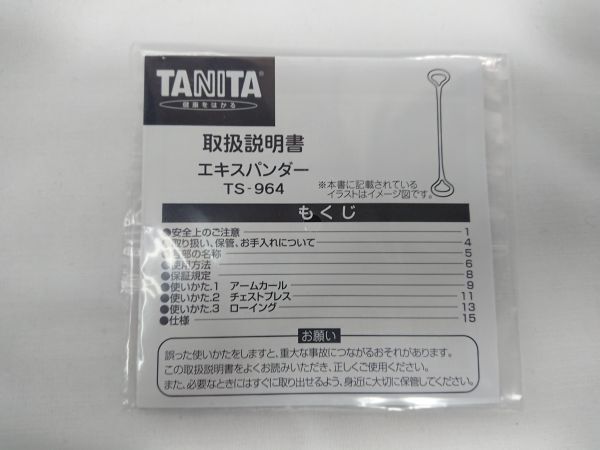 TANITA®
健康をはかる
取扱説明書
エキスパンダー
TS-964
※本書に記載されている
イラストはイメージ図です。
もくじ
●安全上のご注意 1
●取り扱い、保管、お手入れについて 4
●各部の名称 5
●使用方法 6
●保証規定 8
●使いかた.1 アームカール 9
●使いかた.2 チェストプレス 11
●使いかた.3 ローイング 13
●仕様 15
お願い
誤った使いかたをしますと、重大な事故につながるおそれがあります。
この取扱説明書をよくお読みいただき、正しくご使用ください。
また、必要なときにはすぐに取り出せるよう、身近に大切に保管してください。